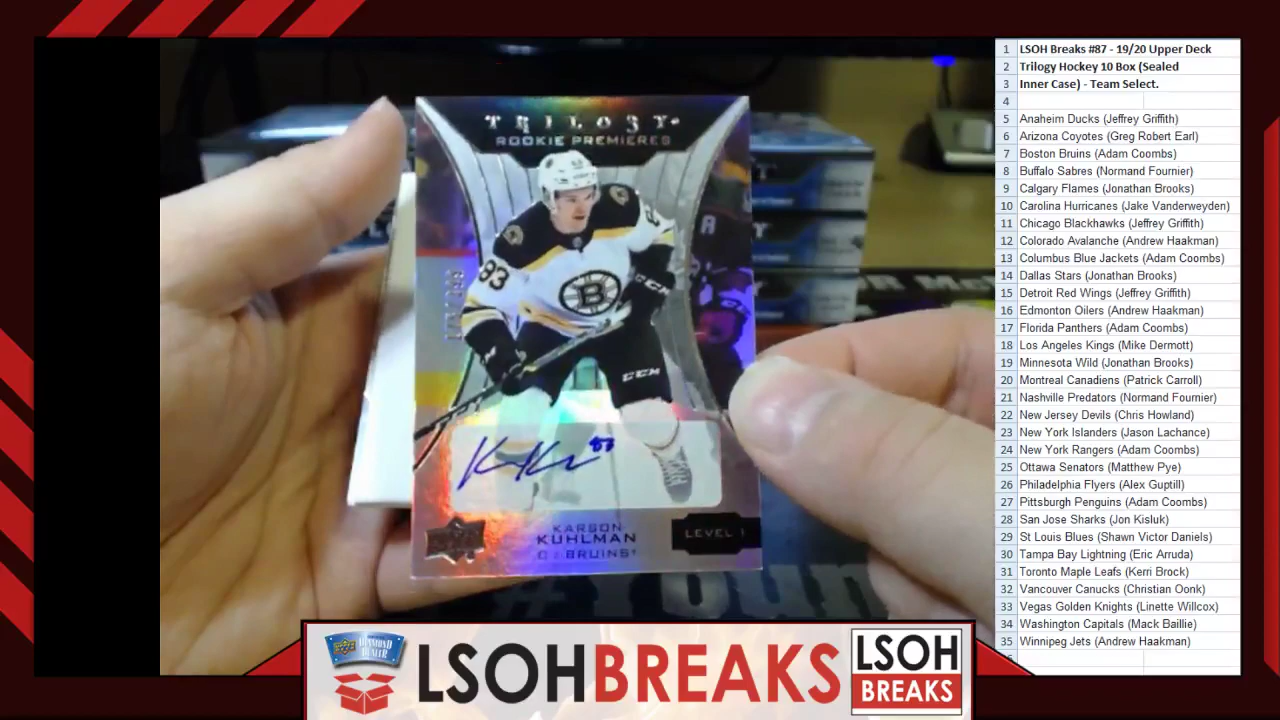 TRILOGY
ROOKIE PREMIERES
83
83
KARSON
KUHLMAN
C • BRUINS
LEVEL 1
CCM
CCM
B
A
#Youn
1 LSOH Breaks #87 - 19/20 Upper Deck
2 Trilogy Hockey 10 Box (Sealed
3 Inner Case) - Team Select.
4
5 Anaheim Ducks (Jeffrey Griffith)
6 Arizona Coyotes (Greg Robert Earl)
7 Boston Bruins (Adam Coombs)
8 Buffalo Sabres (Normand Fournier)
9 Calgary Flames (Jonathan Brooks)
10 Carolina Hurricanes (Jake Vanderweyden)
11 Chicago Blackhawks (Jeffrey Griffith)
12 Colorado Avalanche (Andrew Haakman)
13 Columbus Blue Jackets (Adam Coombs)
14 Dallas Stars (Jonathan Brooks)
15 Detroit Red Wings (Jeffrey Griffith)
16 Edmonton Oilers (Andrew Haakman)
17 Florida Panthers (Adam Coombs)
18 Los Angeles Kings (Mike Dermott)
19 Minnesota Wild (Jonathan Brooks)
20 Montreal Canadiens (Patrick Carroll)
21 Nashville Predators (Normand Fournier)
22 New Jersey Devils (Chris Howland)
23 New York Islanders (Jason Lachance)
24 New York Rangers (Adam Coombs)
25 Ottawa Senators (Matthew Pye)
26 Philadelphia Flyers (Alex Guptill)
27 Pittsburgh Penguins (Adam Coombs)
28 San Jose Sharks (Jon Kisluk)
29 St Louis Blues (Shawn Victor Daniels)
30 Tampa Bay Lightning (Eric Arruda)
31 Toronto Maple Leafs (Kerri Brock)
32 Vancouver Canucks (Christian Oonk)
33 Vegas Golden Knights (Linette Willcox)
34 Washington Capitals (Mack Baillie)
35 Winnipeg Jets (Andrew Haakman)
DIAMOND
DEALER
LSOHBREAKS
LSOH
BREAKS